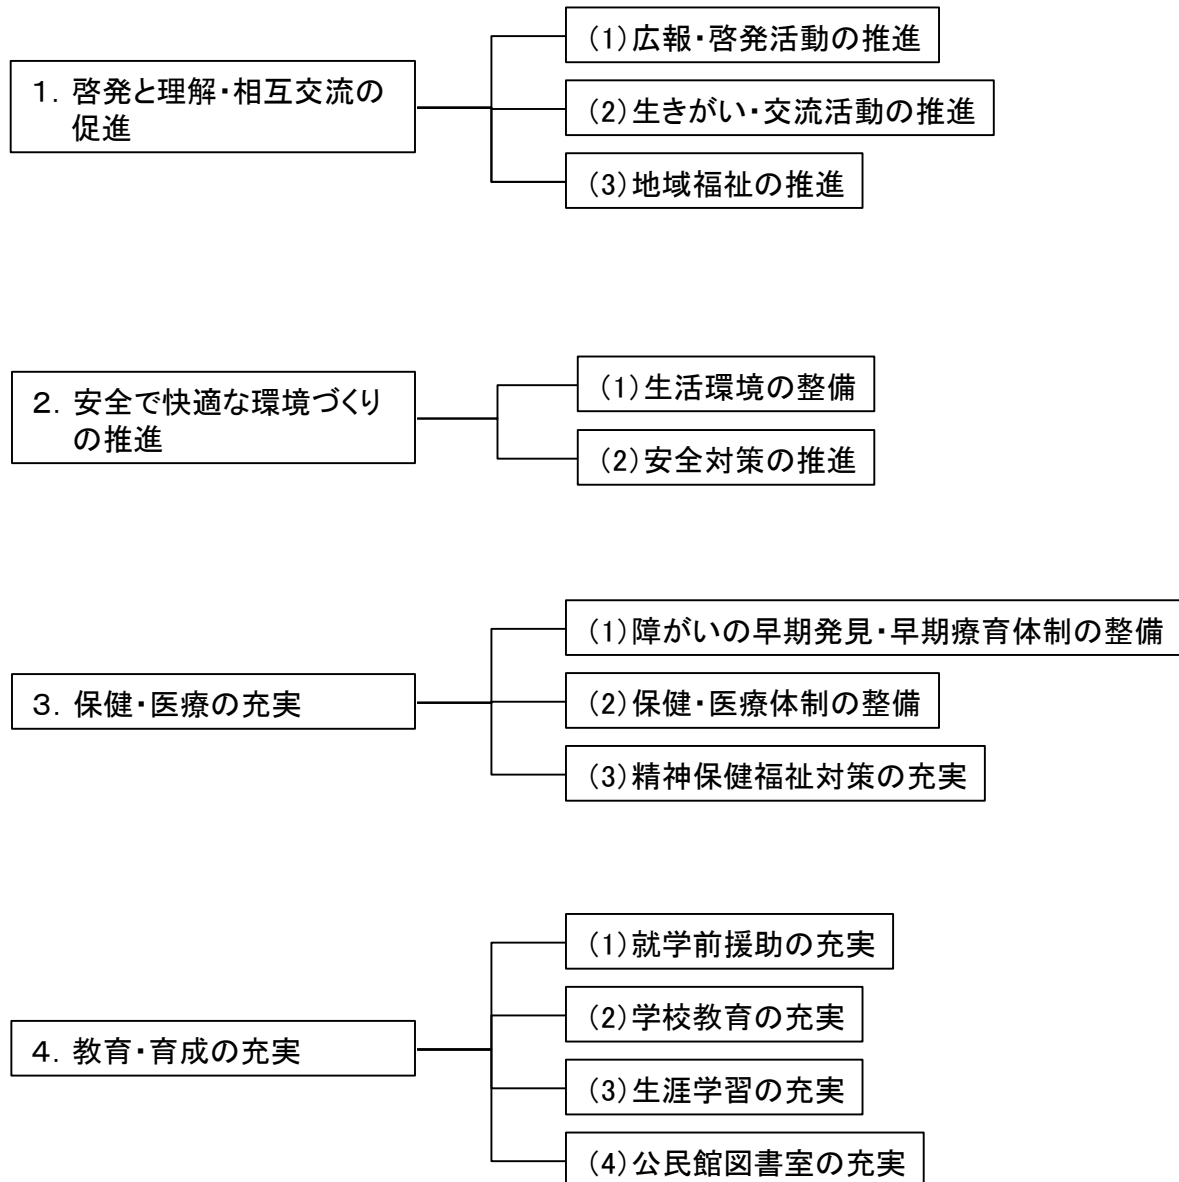 1．啓発と理解・相互交流の
促進
(1)広報・啓発活動の推進
(2)生きがい・交流活動の推進
(3)地域福祉の推進
2．安全で快適な環境づくり
の推進
(1)生活環境の整備
(2)安全対策の推進
3．保健・医療の充実
(1)障がいの早期発見・早期療育体制の整備
(2)保健・医療体制の整備
(3)精神保健福祉対策の充実
4．教育・育成の充実
(1)就学前援助の充実
(2)学校教育の充実
(3)生涯学習の充実
(4)公民館図書室の充実